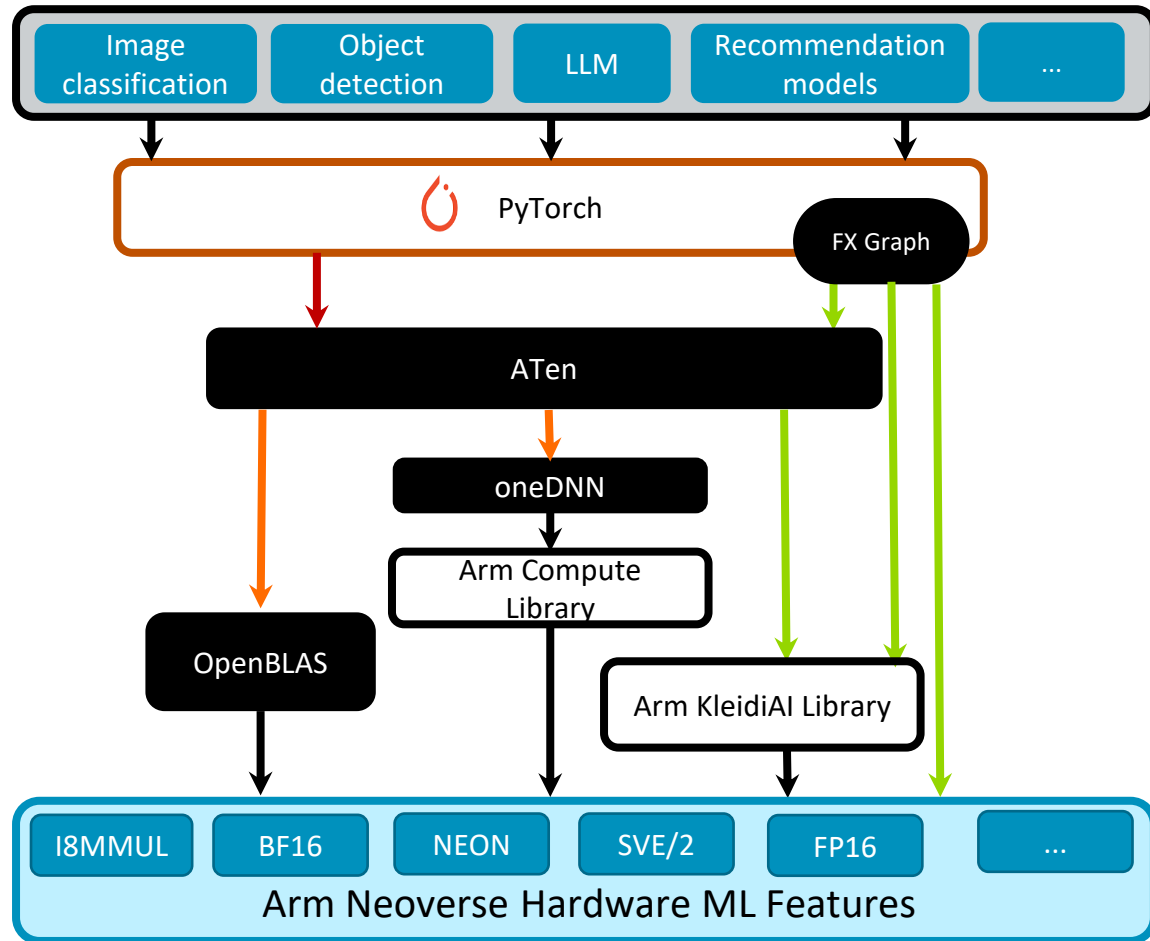 Image
classification
Object
detection
LLM
Recommendation
models
...
PyTorch
FX Graph
ATen
oneDNN
Arm Compute
Library
OpenBLAS
Arm KleidiAI Library
I8MMUL
BF16
NEON
SVE/2
FP16
...
Arm Neoverse Hardware ML Features